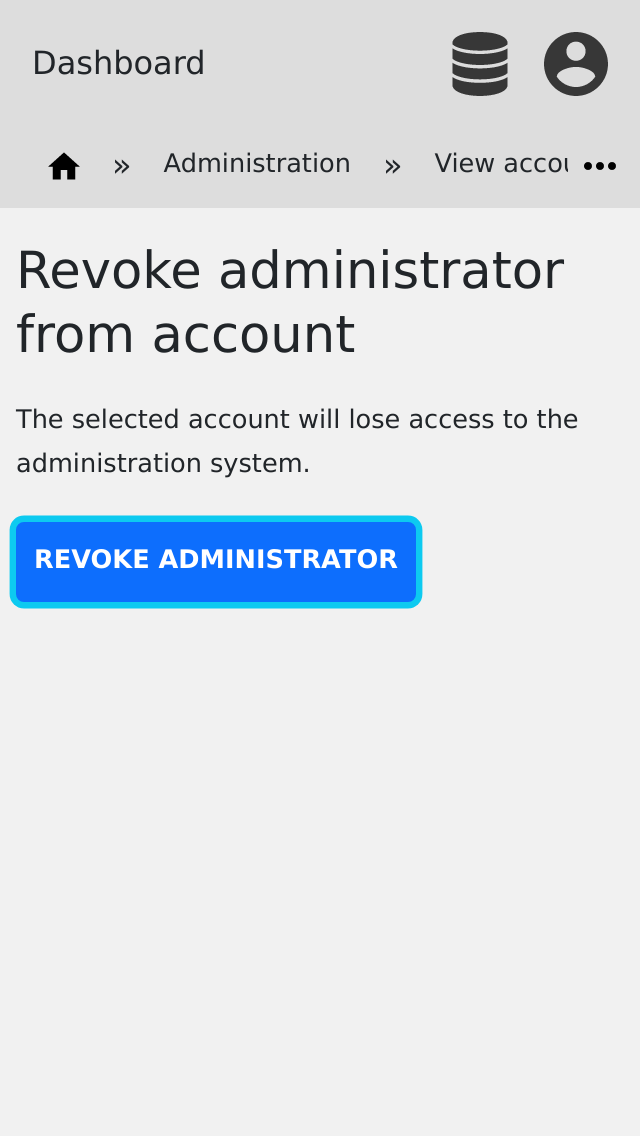 Dashboard
» Administration » View accou
Revoke administrator
from account
The selected account will lose access to the
administration system.
REVOKE ADMINISTRATOR